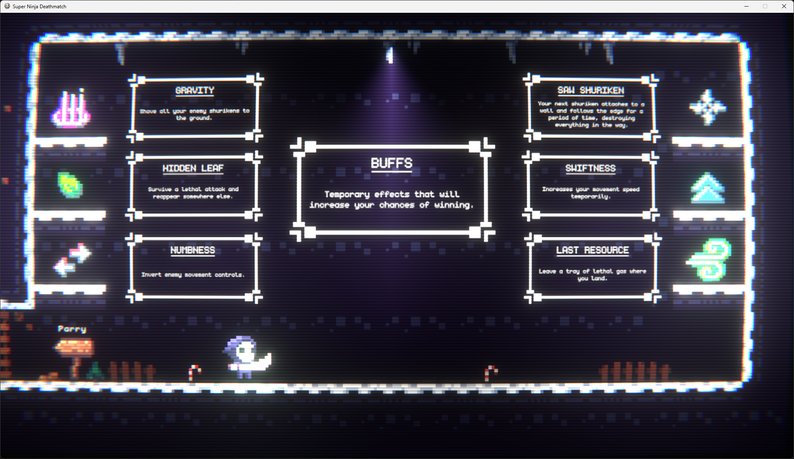 Super Ninja Deathmatch
GRAVITY
Shove all your enemy shurikens to
the ground.
HIDDEN LEAF
Survive a lethal attack and
reappear somewhere else.
NUMBNESS
Invert enemy movement controls.
BUFFS
Temporary effects that will
increase your chances of winning.
SAW SHURIKEN
Your next shuriken attaches to a
wall and follows the edge for a
period of time, destroying
everything in the way.
SWIFTNESS
Increases your movement speed
temporarily.
LAST RESOURCE
Leave a tray of lethal gas where
you land.
Parry